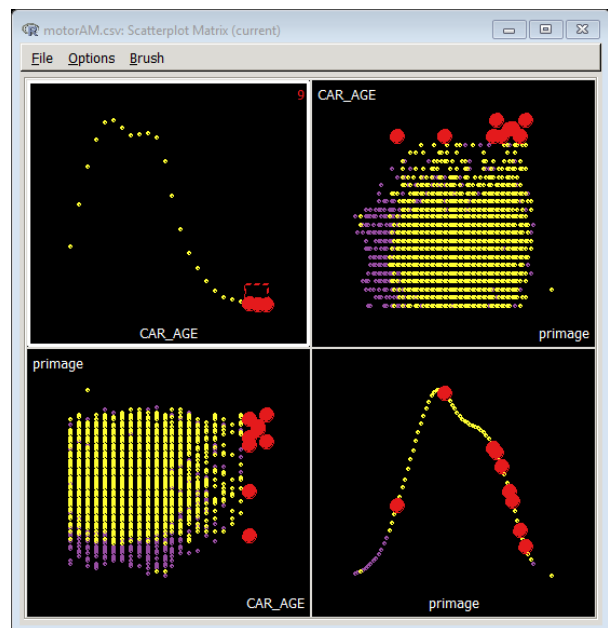 motorAM.csv: Scatterplot Matrix (current)
File Options Brush
9
CAR_AGE
CAR_AGE
primage
primage
CAR_AGE
primage